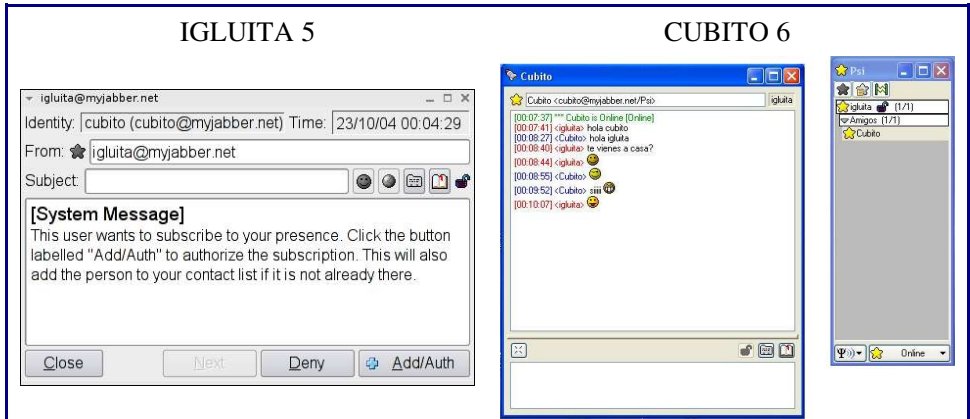 IGLUITA 5
CUBITO 6
igluita@myjabber.net
Identity: cubito (cubito@myjabber.net) Time: 23/10/04 00:04:29
From: igluita@myjabber.net
Subject:
[System Message]
This user wants to subscribe to your presence. Click the button
labelled "Add/Auth" to authorize the subscription. This will also
add the person to your contact list if it is not already there.
Close Next Deny Add/Auth
Cubito
Cubito <cubito@myjabber.net/Psi> igluita
[00:07:37] *** Cubito is Online [Online]
[00:07:41] <igluita> hola cubito
[00:08:27] <Cubito> hola igluita
[00:08:40] <igluita> te vienes a casa?
[00:08:44] <igluita>
[00:08:55] <Cubito>
[00:09:52] <Cubito> siiii
[00:10:07] <igluita>
Psi
igluita (1/1)
Amigos (1/1)
Cubito
Online